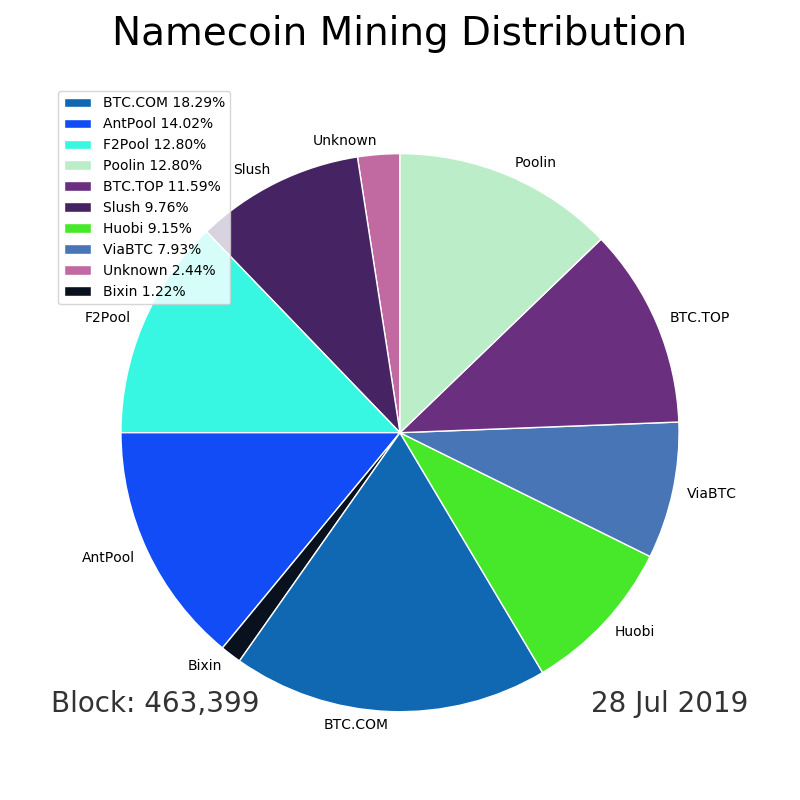 Namecoin Mining Distribution
BTC.COM 18.29%
AntPool 14.02%
F2Pool 12.80%
Poolin 12.80%
BTC.TOP 11.59%
Slush 9.76%
Huobi 9.15%
ViaBTC 7.93%
Unknown 2.44%
Bixin 1.22%
Unknown
Poolin
Slush
F2Pool
BTC.TOP
ViaBTC
AntPool
Huobi
Bixin
BTC.COM
Block: 463,399
28 Jul 2019